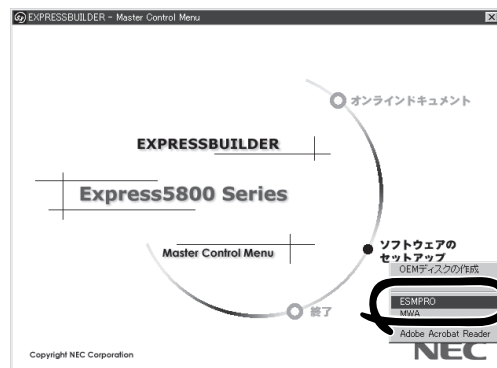 EXPRESSBUILDER - Master Control Menu
オンラインドキュメント
EXPRESSBUILDER
Express5800 Series
Master Control Menu
ソフトウェアの
セットアップ
OEMディスクの作成
ESMPRO
MWA
Adobe Acrobat Reader
終了
Copyright NEC Corporation
NEC